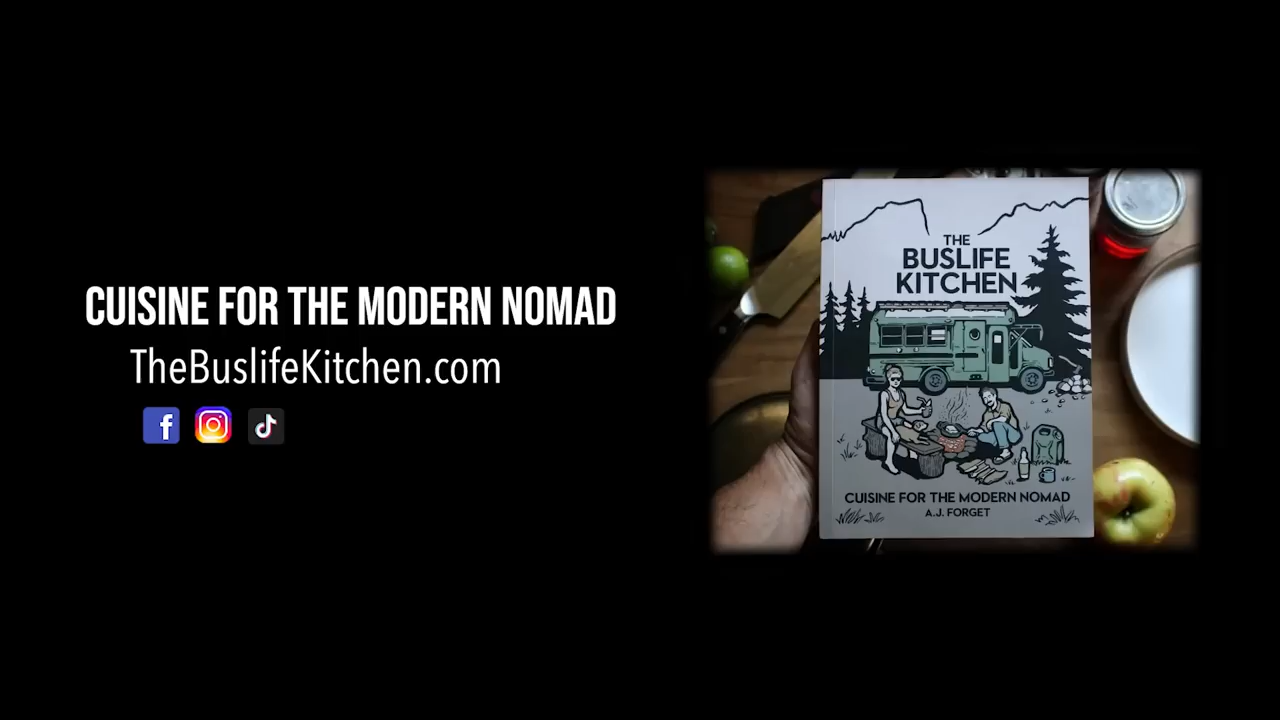 CUISINE FOR THE MODERN NOMAD
TheBuslifeKitchen.com
THE
BUSLIFE
KITCHEN
CUISINE FOR THE MODERN NOMAD
A.J. FORGET